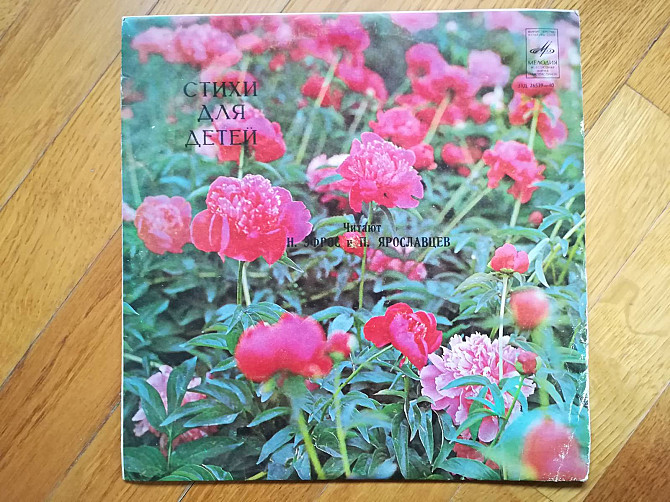 МЕЛОДИЯ
СТИХИ
ДЛЯ
ДЕТЕЙ
Читают
Н. ЭФРОС и П. ЯРОСЛАВЦЕВ